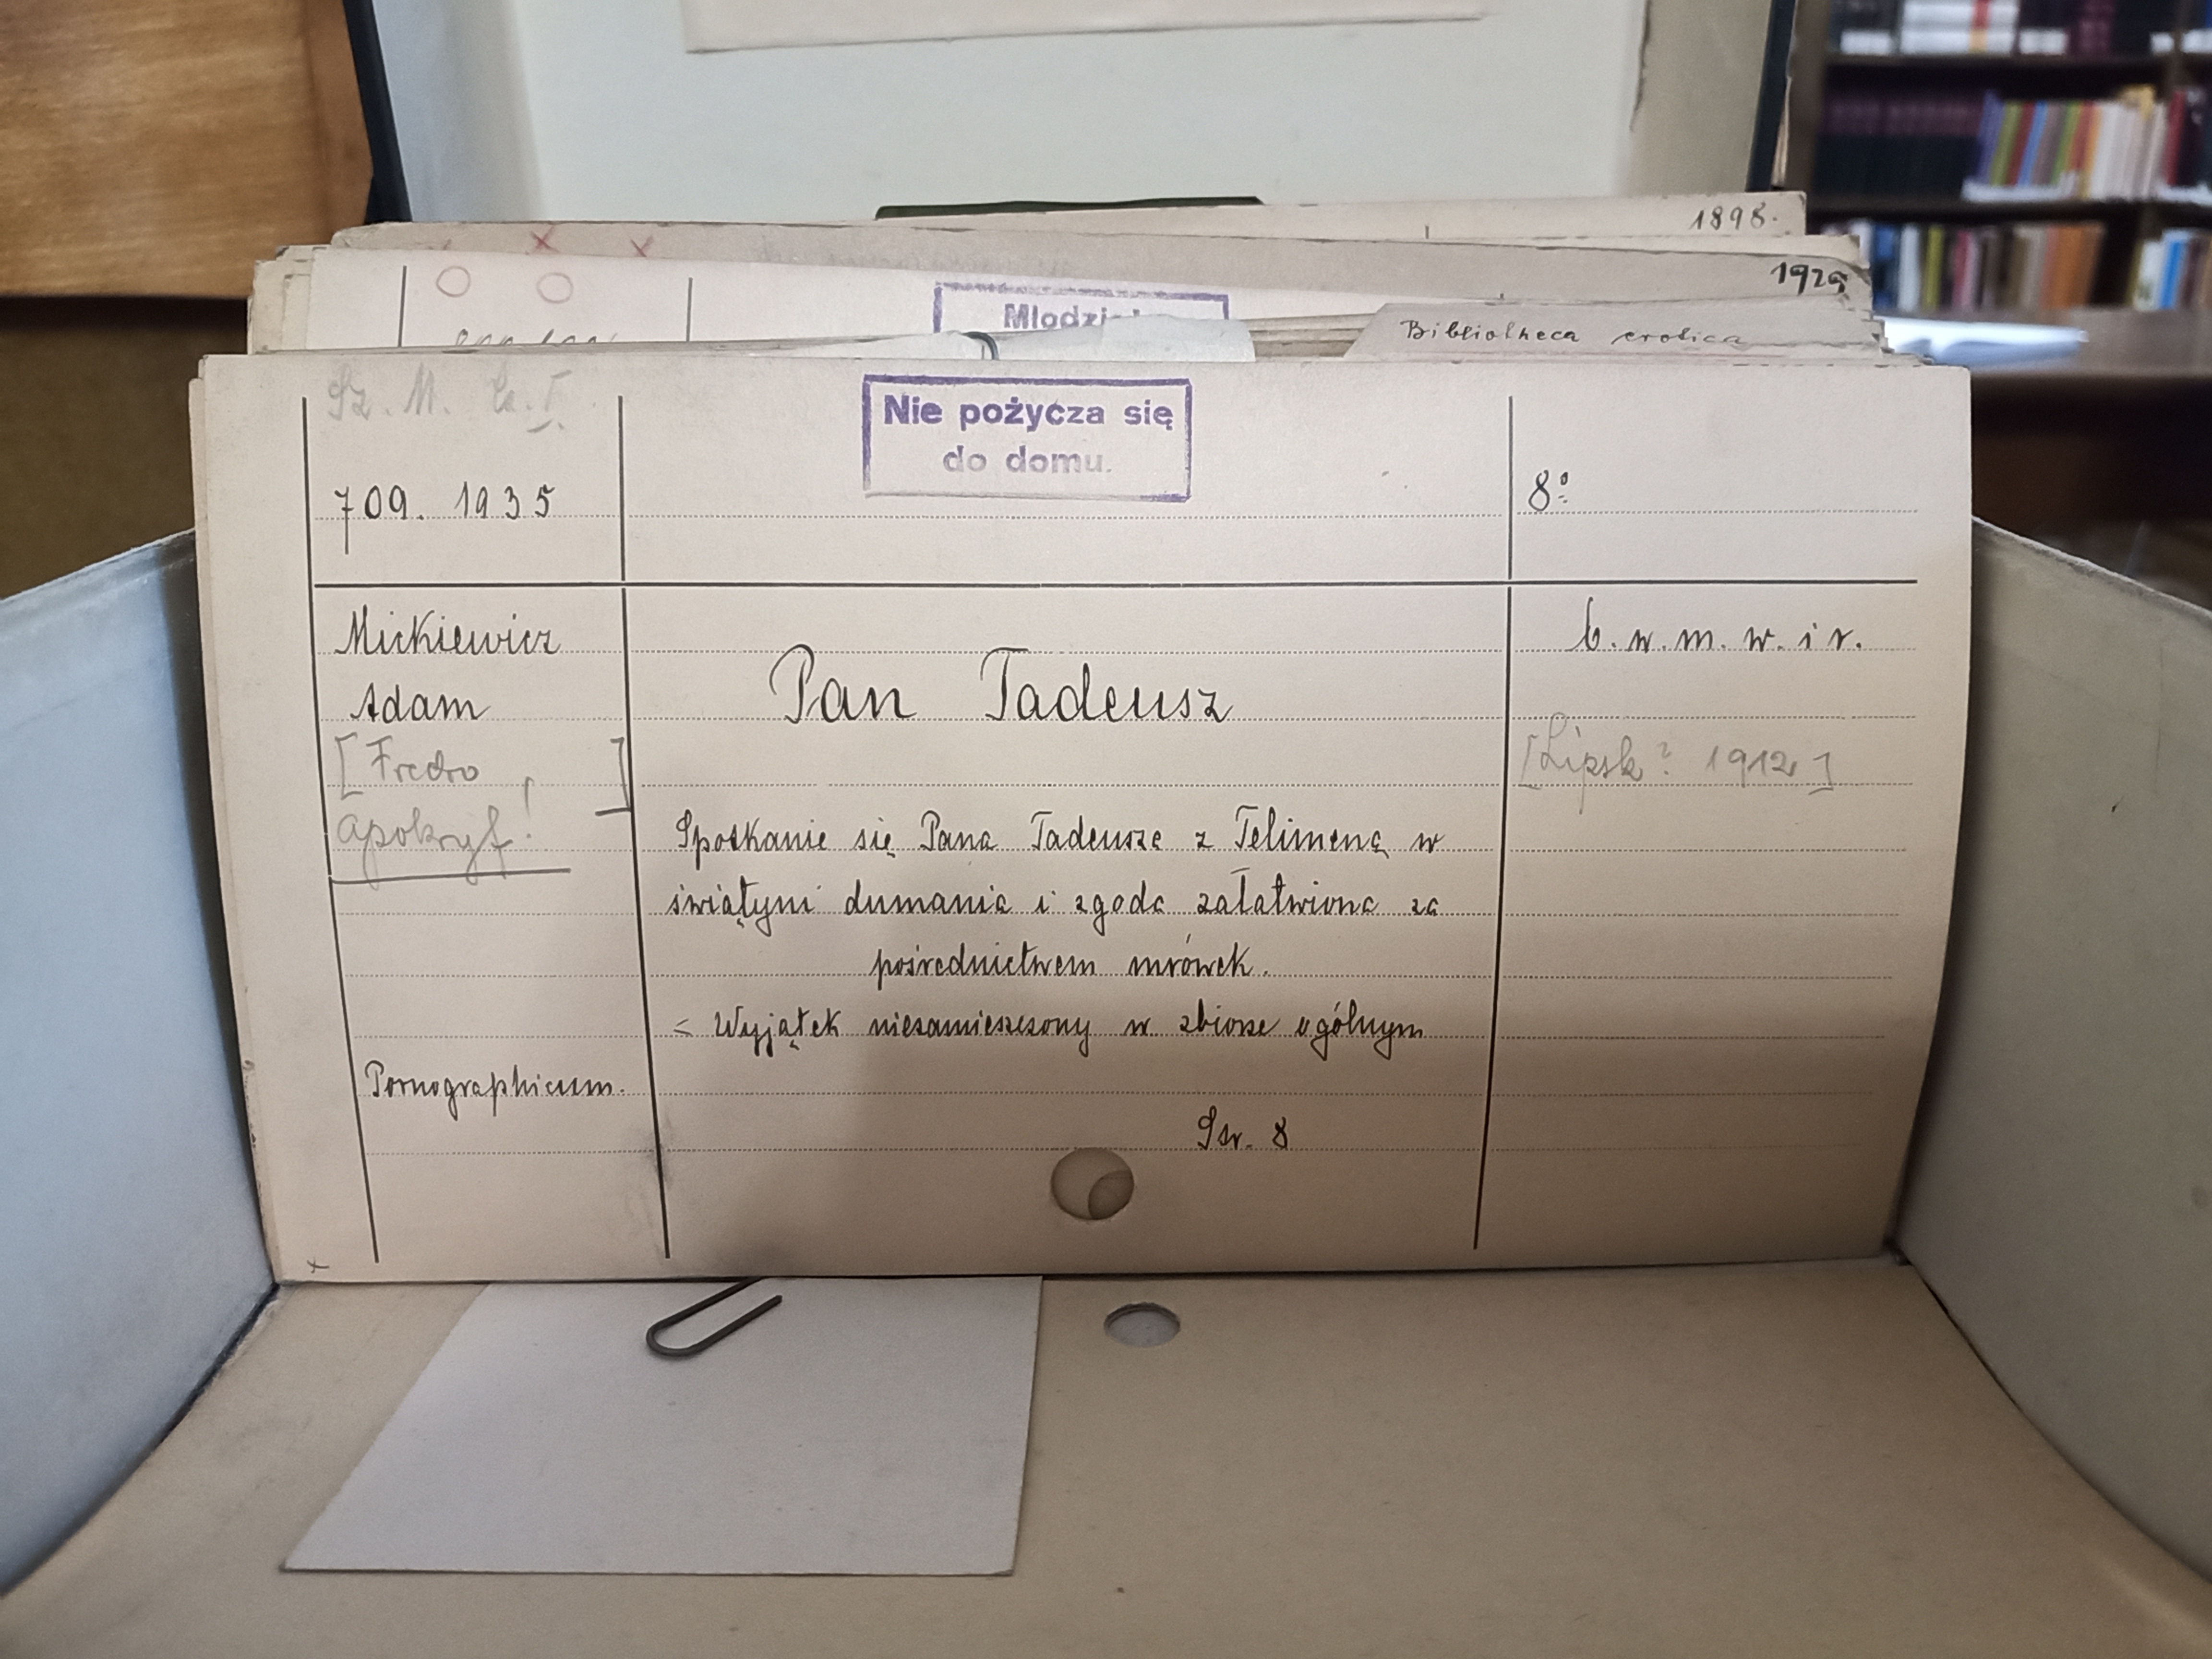 1898.
1929
Bibliotheca erotica
Sz. M.
Nie pożycza się
do domu.
709. 1935
8º
Mickiewicz
Adam
[Fredro]
apokryf!
Pan Tadeusz
b. w. m. w. i r.
[Lipsk? 1912]
Spotkanie się Pana Tadeusza z Telimeną w
świątyni dumania i zgoda załatwiona za
pośrednictwem mrówek.
< Wyjątek niezamieszczony w zbiorze ogólnym
Pornographicum.
Str. 8
x